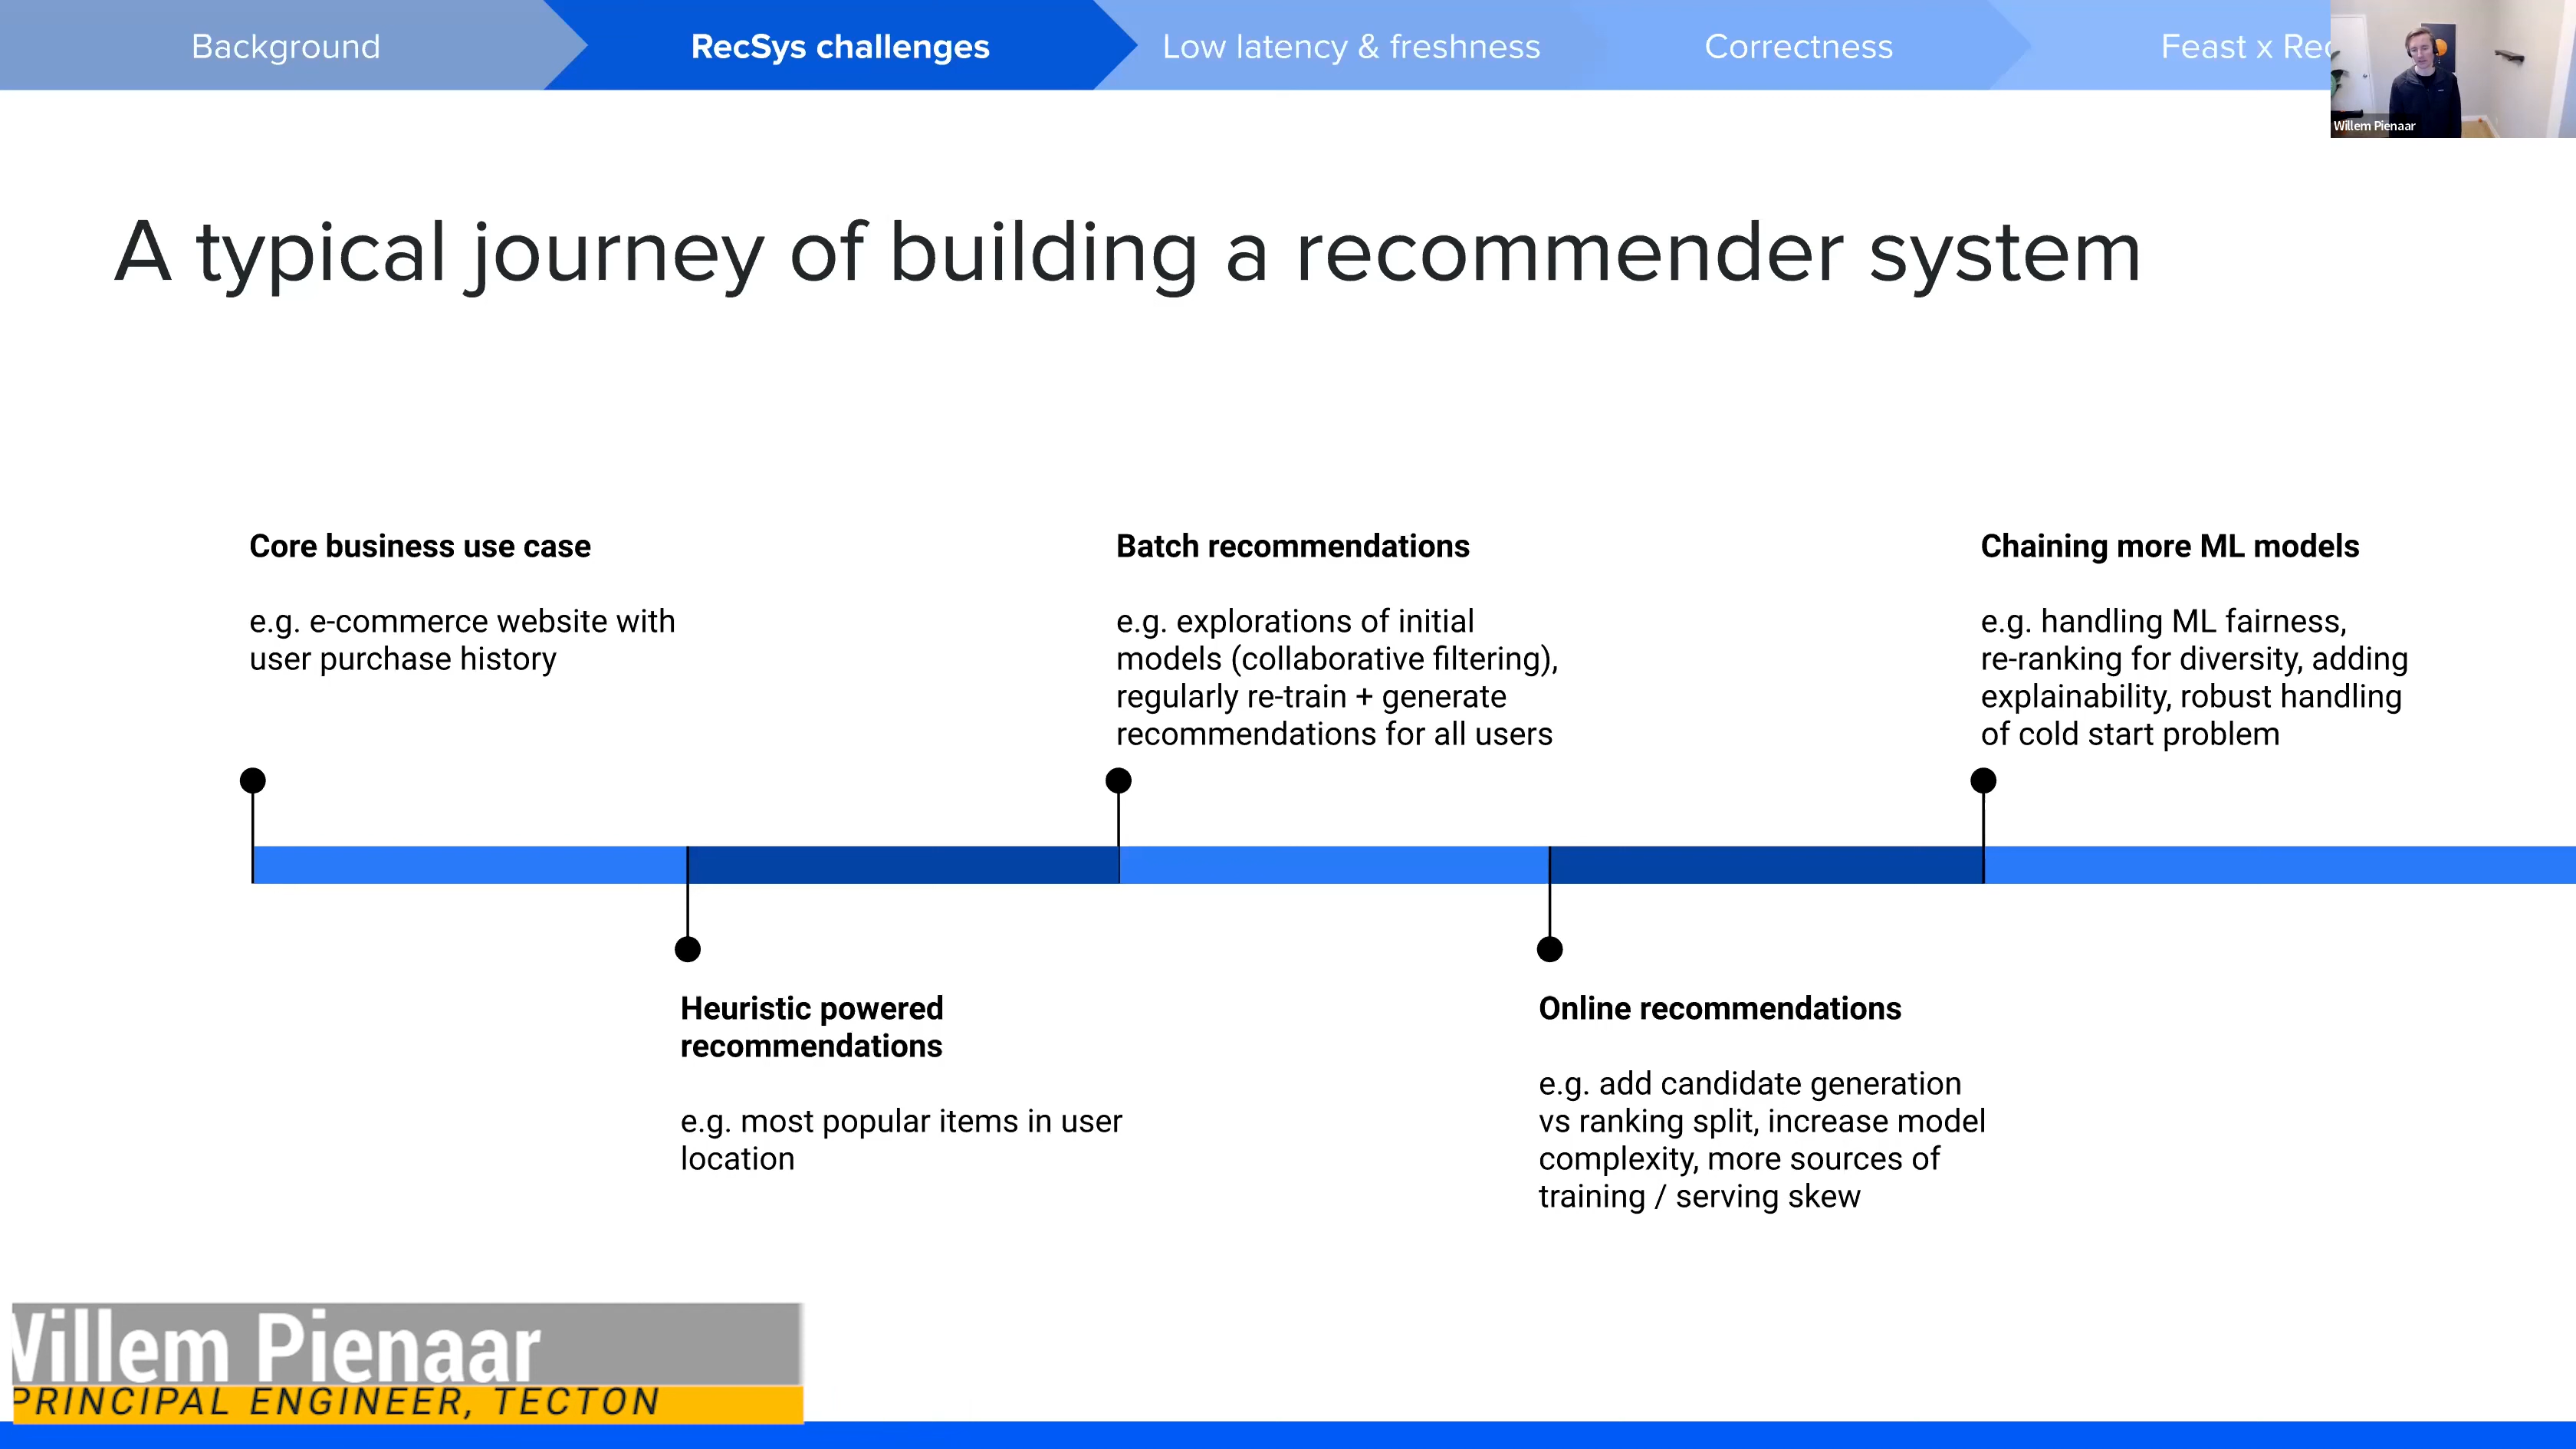 Background
RecSys challenges
Low latency & freshness
Correctness
Feast x
Willem Pienaar
A typical journey of building a recommender system
Core business use case
e.g. e-commerce website with
user purchase history
Batch recommendations
e.g. explorations of initial
models (collaborative filtering),
regularly re-train + generate
recommendations for all users
Chaining more ML models
e.g. handling ML fairness,
re-ranking for diversity, adding
explainability, robust handling
of cold start problem
Heuristic powered
recommendations
e.g. most popular items in user
location
Online recommendations
e.g. add candidate generation
vs ranking split, increase model
complexity, more sources of
training / serving skew
Willem Pienaar
PRINCIPAL ENGINEER, TECTON